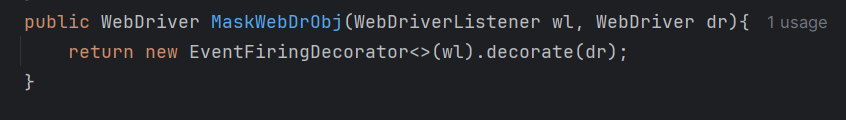 public WebDriver MaskWebDrObj(WebDriverListener wl, WebDriver dr){ 1 usage
    return new EventFiringDecorator<>(wl).decorate(dr);
}